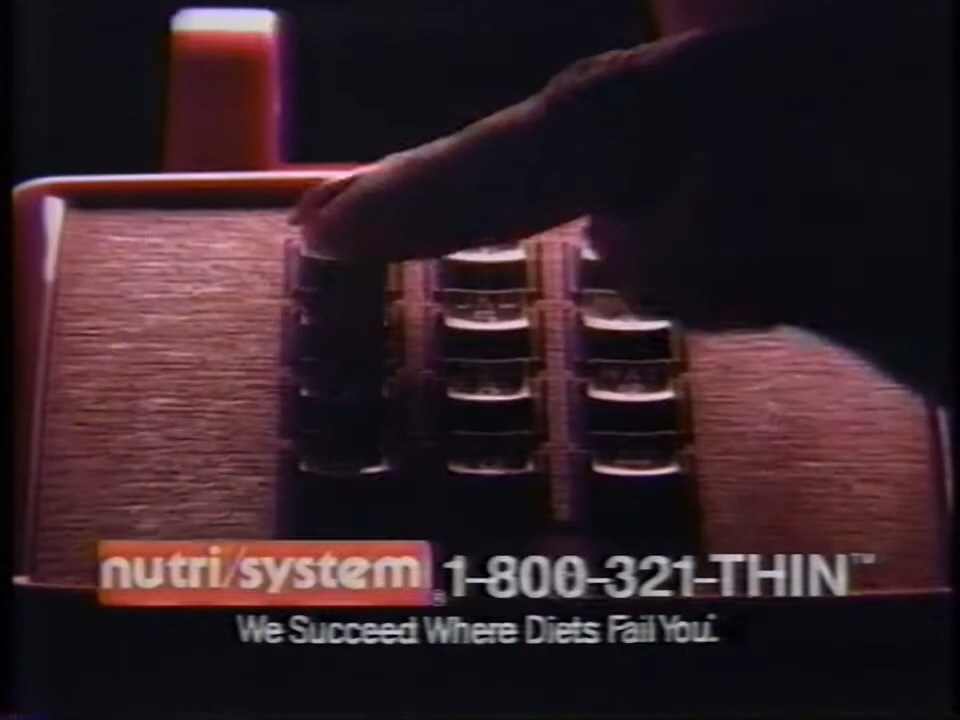 nutri/system® 1-800-321-THIN™
We Succeed Where Diets Fail You.